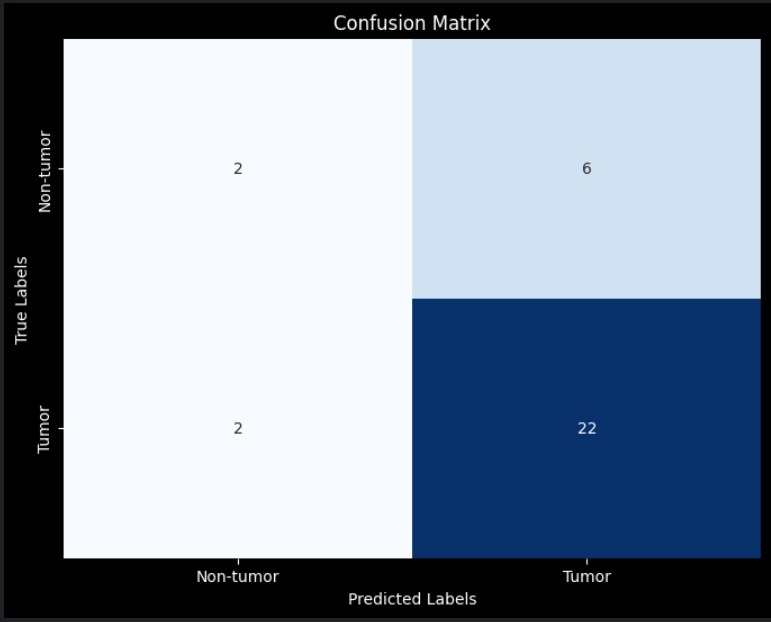 Confusion Matrix
True Labels
Non-tumor
2
6
Tumor
2
22
Non-tumor
Tumor
Predicted Labels